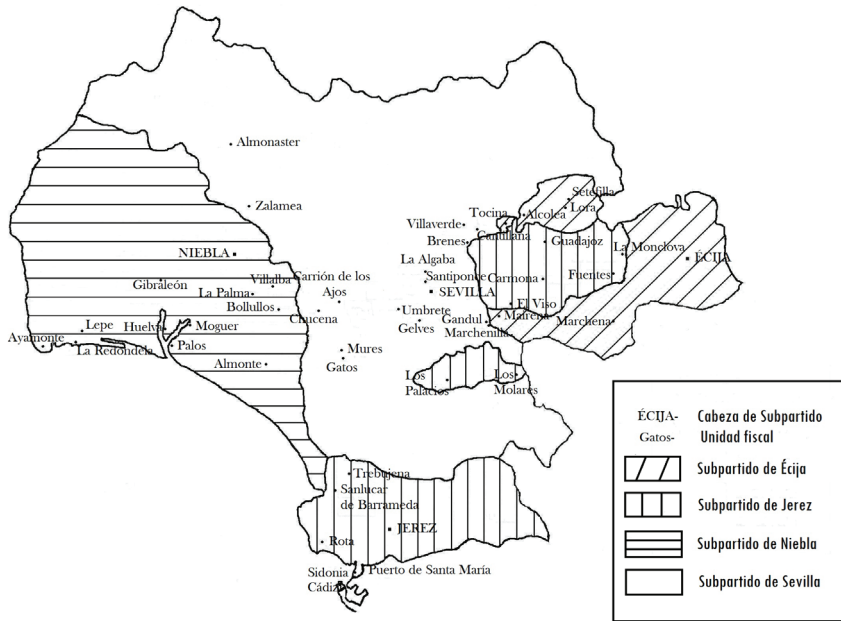 Almonaster
Zalamea
NIEBLA
Gibraleón
Villalba
La Palma
Bollullos
Carrión de los
Ajos
Chucena
Lepe
Huelva
Moguer
Ayamonte
La Redondela
Palos
Almonte
Mures
Gatos
Villaverde
Brenes
Tocina
Cantillana
Alcolea
Setefilla
Lora
Guadajoz
La Monclova
ÉCIJA
La Algaba
Santiponce
SEVILLA
Carmona
Fuentes
El Viso
Umbrete
Gelves
Gandul
Mairena
Marchenilla
Marchena
Los
Palacios
Los
Molares
Trebujena
Sanlucar
de Barrameda
JEREZ
Rota
Sidonia
Cádiz
Puerto de Santa María
ÉCIJA- Cabeza de Subpartido
Gatos- Unidad fiscal
Subpartido de Écija
Subpartido de Jerez
Subpartido de Niebla
Subpartido de Sevilla